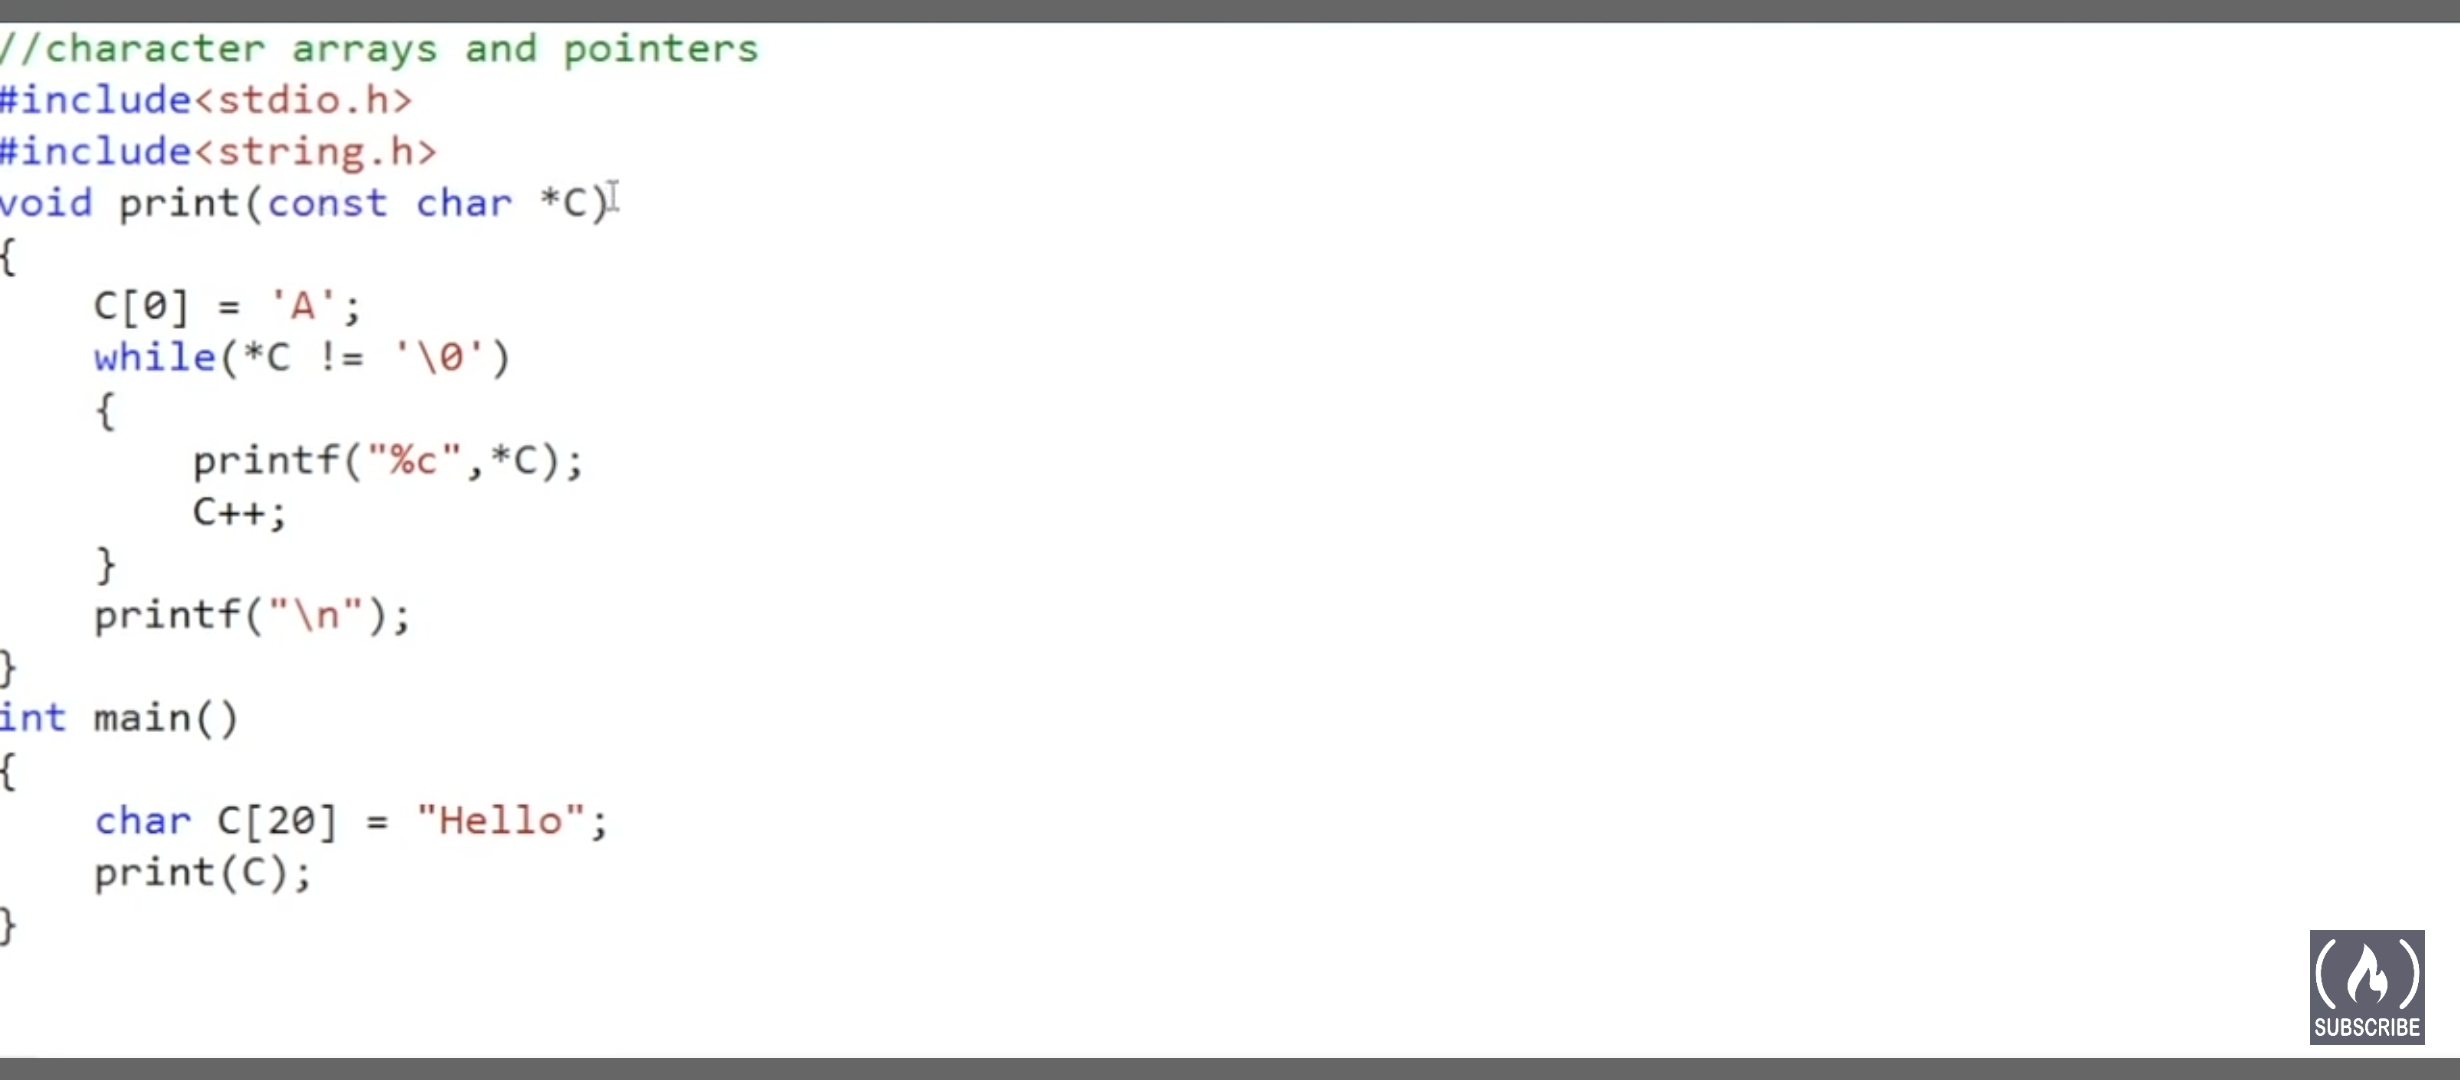 //character arrays and pointers
#include<stdio.h>
#include<string.h>
void print(const char *C)
{
    C[0] = 'A';
    while(*C != '\0')
    {
        printf("%c",*C);
        C++;
    }
    printf("\n");
}
int main()
{
    char C[20] = "Hello";
    print(C);
}
SUBSCRIBE